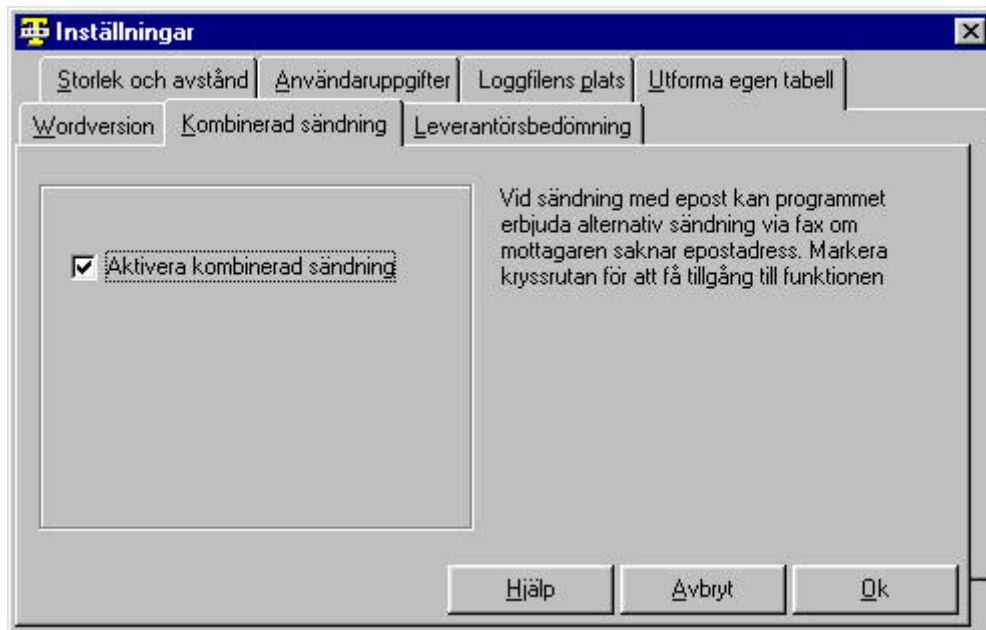 Inställningar
Storlek och avstånd Användaruppgifter Loggfilens plats Utforma egen tabell
Wordversion Kombinerad sändning Leverantörsbedömning
Aktivera kombinerad sändning
Vid sändning med epost kan programmet
erbjuda alternativ sändning via fax om
mottagaren saknar epostadress. Markera
kryssrutan för att få tillgång till funktionen
Hjälp Avbryt Ok